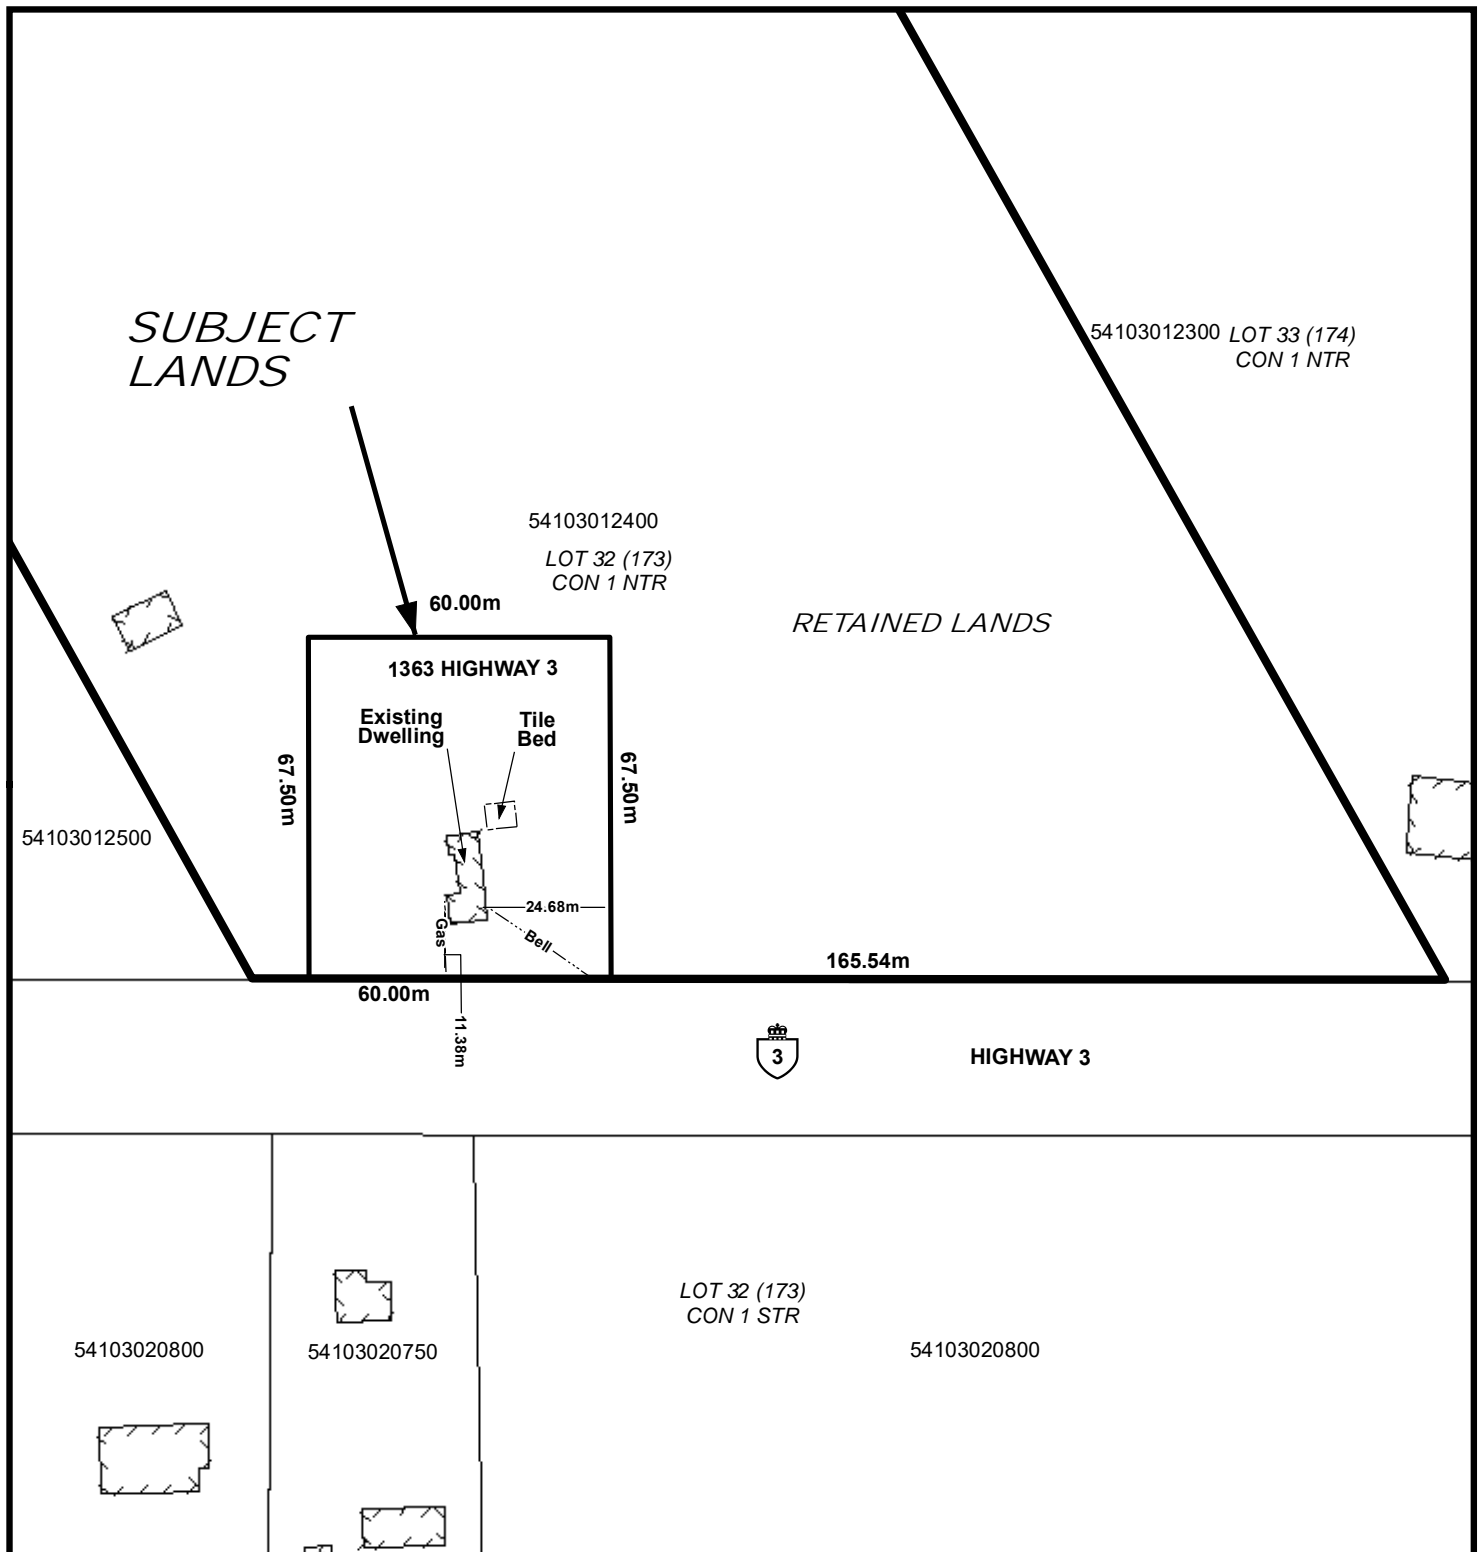 SUBJECT
LANDS
54103012300 LOT 33 (174)
CON 1 NTR
54103012400
LOT 32 (173)
CON 1 NTR
60.00m
RETAINED LANDS
1363 HIGHWAY 3
Existing
Dwelling
Tile
Bed
67.50m
67.50m
54103012500
24.68m
Gas
Bell
165.54m
60.00m
11.38m
3
HIGHWAY 3
LOT 32 (173)
CON 1 STR
54103020800
54103020750
54103020800